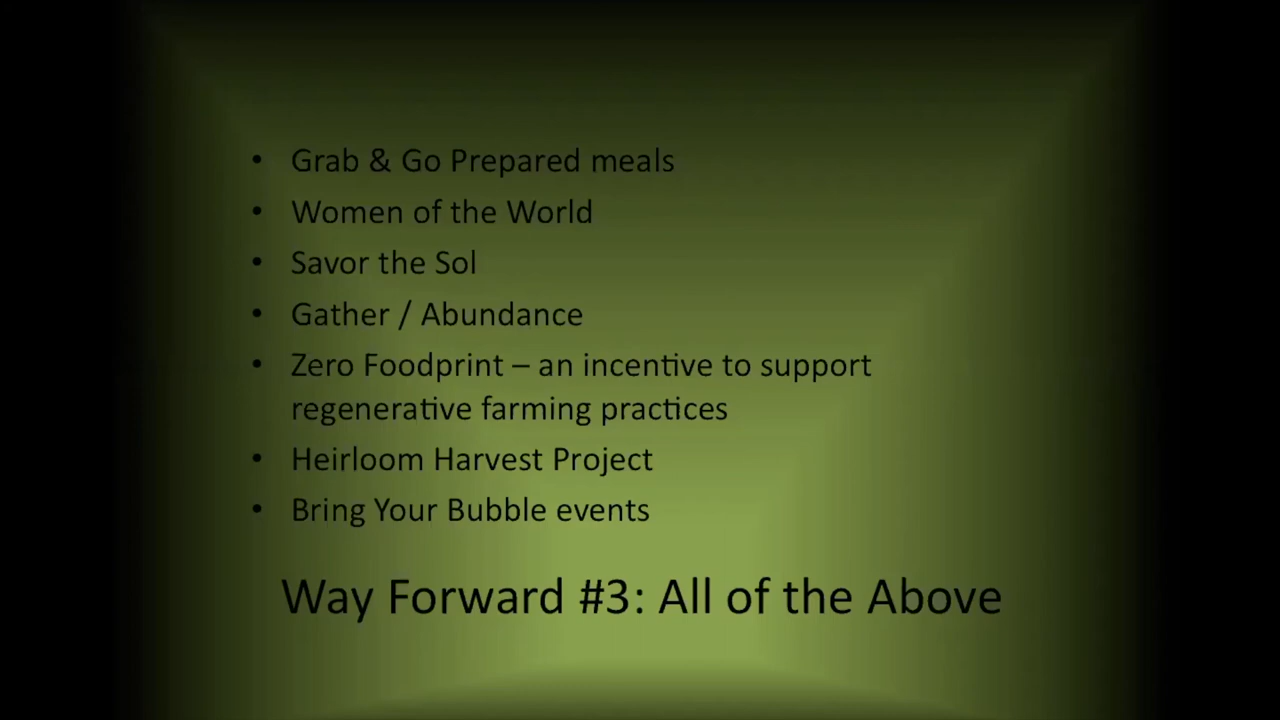 • Grab & Go Prepared meals
• Women of the World
• Savor the Sol
• Gather / Abundance
• Zero Foodprint – an incentive to support
regenerative farming practices
• Heirloom Harvest Project
• Bring Your Bubble events
Way Forward #3: All of the Above